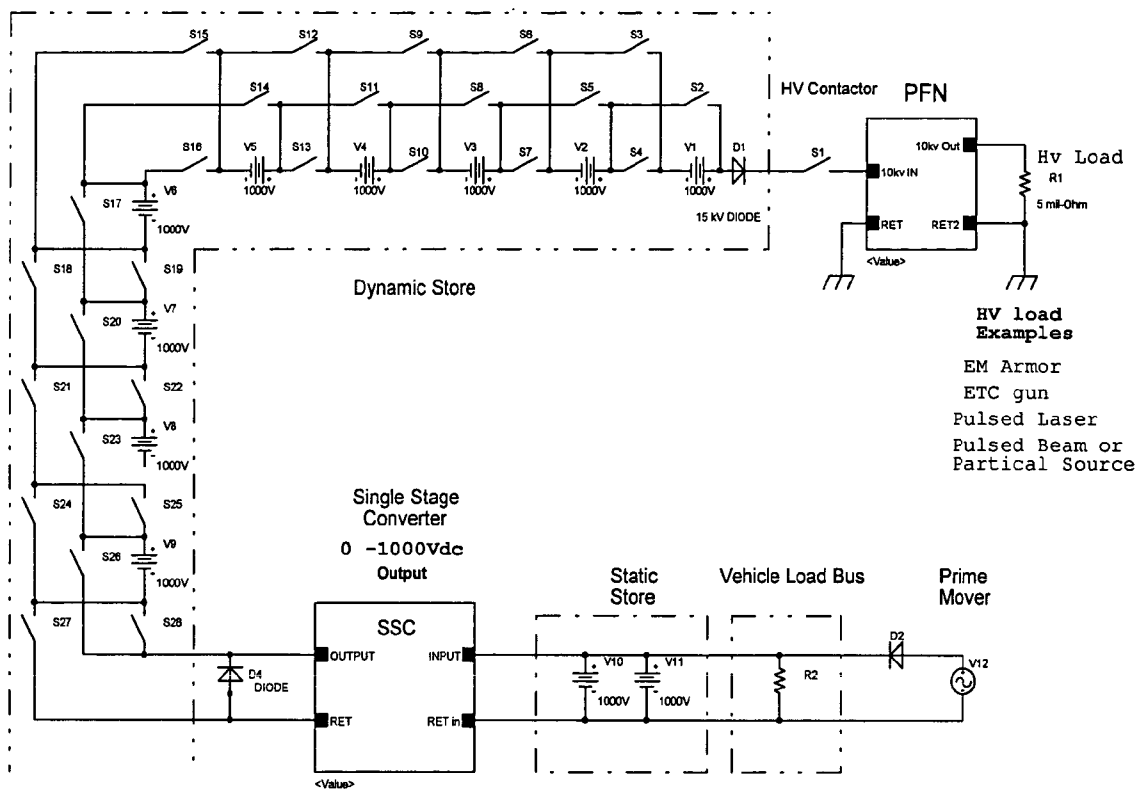 S15
S12
S9
S6
S3
S14
S11
S8
S5
S2
HV Contactor
PFN
S16
V5
S13
V4
S10
V3
S7
V2
S4
V1
D1
S1
1000V
1000V
1000V
1000V
1000V
15 kV DIODE
10kv IN
10kv Out
RET
RET2
<Value>
Hv Load
R1
5 mil-Ohm
S17
V6
1000V
S18
S19
Dynamic Store
V7
S20
1000V
HV load
Examples
EM Armor
ETC gun
Pulsed Laser
Pulsed Beam or
Partical Source
S21
S22
V8
S23
1000V
S24
S25
V9
S26
1000V
S27
S28
Single Stage
Converter
0 -1000Vdc
Output
SSC
OUTPUT
INPUT
RET
RET in
<Value>
D4
DIODE
Static
Store
V10
V11
1000V
1000V
Vehicle Load Bus
R2
Prime
Mover
D2
V12